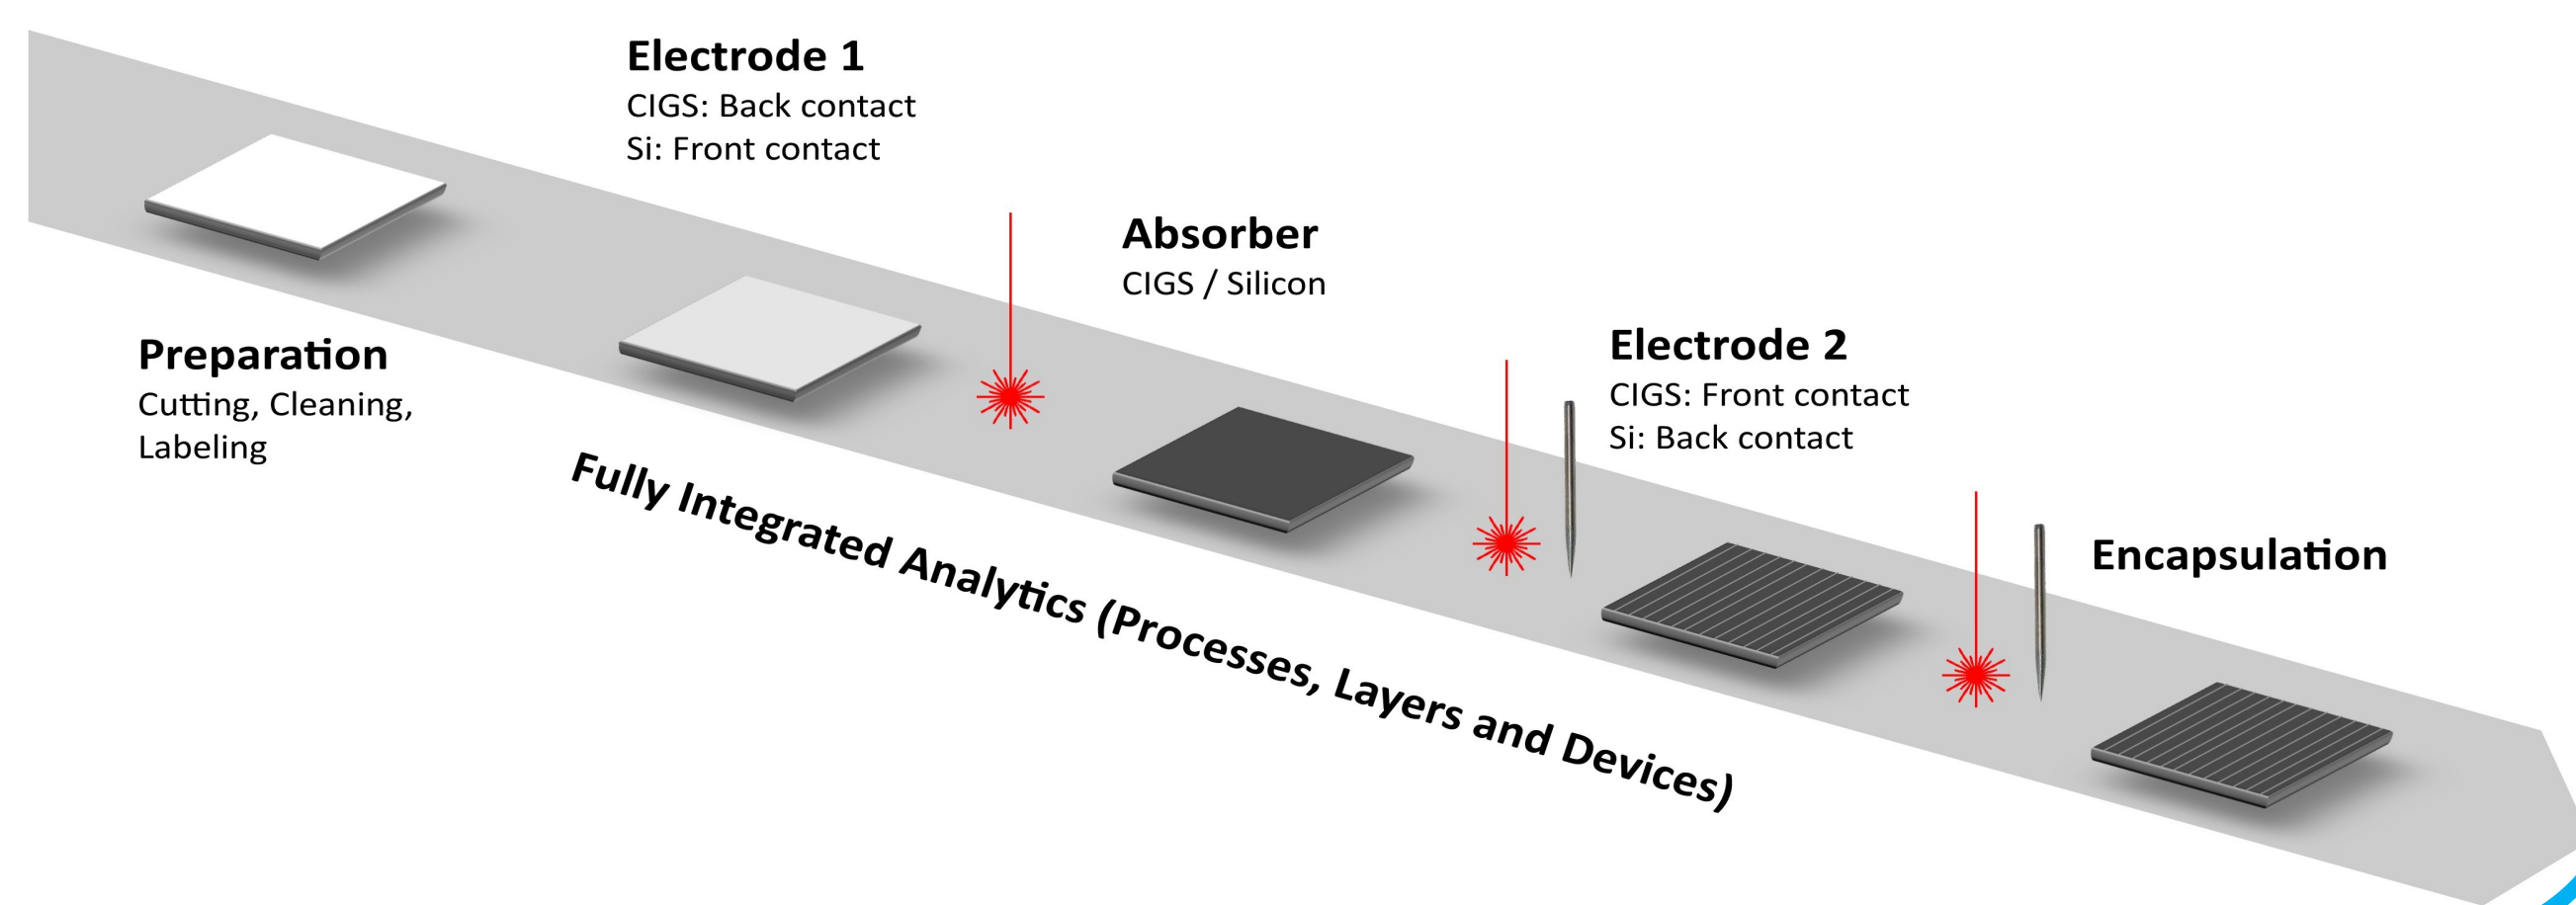 Electrode 1
CIGS: Back contact
Si: Front contact
Absorber
CIGS / Silicon
Electrode 2
CIGS: Front contact
Si: Back contact
Preparation
Cutting, Cleaning,
Labeling
Encapsulation
Fully Integrated Analytics (Processes, Layers and Devices)